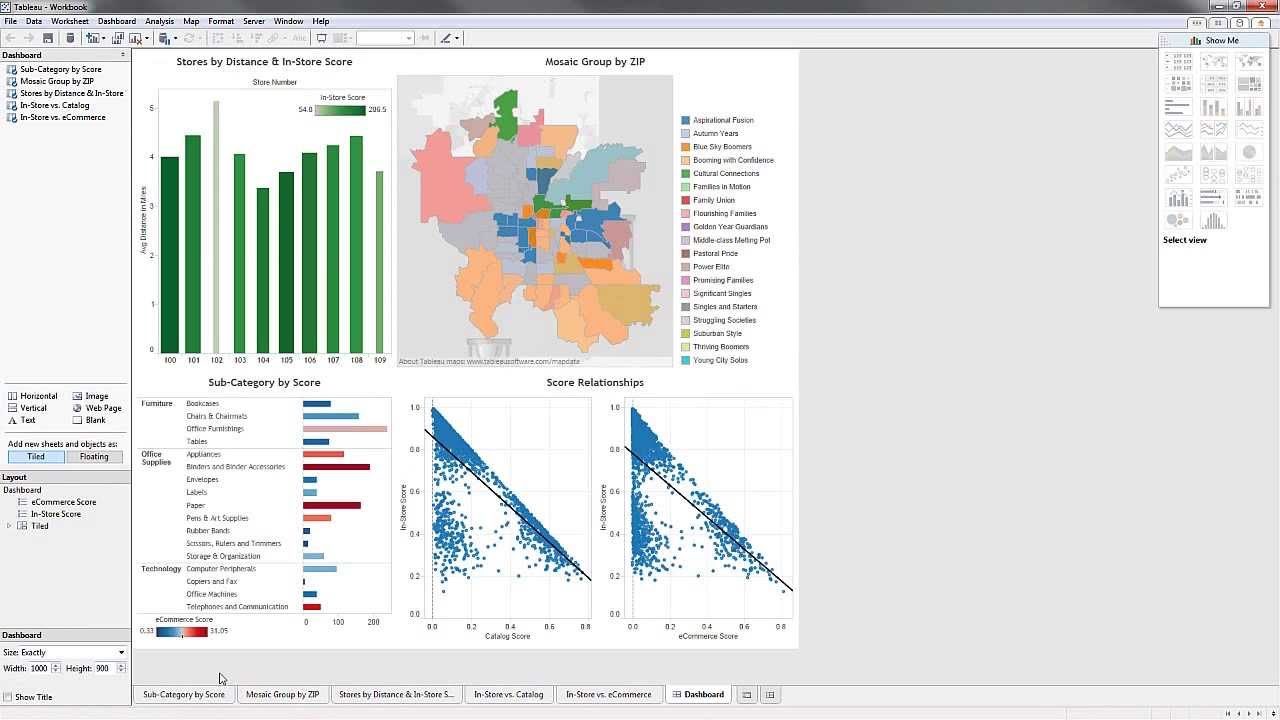 Tableau - Workbook
File Data Worksheet Dashboard Analysis Map Format Server Window Help
Abc
Dashboard
Sub-Category by Score
Mosaic Group by ZIP
Stores by Distance & In-Store
In-Store vs. Catalog
In-Store vs. eCommerce
Horizontal Image
Vertical Web Page
Text Blank
Add new sheets and objects as:
Tiled Floating
Layout
Dashboard
eCommerce Score
In-Store Score
Tiled
Dashboard
Size: Exactly
Width: 1000 Height: 900
Show Title
Stores by Distance & In-Store Score
Store Number
In-Store Score
54.0 206.5
Avg Distance in Miles
5
4
3
2
1
0
100 101 102 103 104 105 106 107 108 109
Mosaic Group by ZIP
About Tableau maps: www.tableausoftware.com/mapdata
Aspirational Fusion
Autumn Years
Blue Sky Boomers
Booming with Confidence
Cultural Connections
Families in Motion
Family Union
Flourishing Families
Golden Year Guardians
Middle-class Melting Pot
Pastoral Pride
Power Elite
Promising Families
Significant Singles
Singles and Starters
Struggling Societies
Suburban Style
Thriving Boomers
Young City Solos
Sub-Category by Score
Furniture Bookcases
Chairs & Chairmats
Office Furnishings
Tables
Office Supplies Appliances
Binders and Binder Accessories
Envelopes
Labels
Paper
Pens & Art Supplies
Rubber Bands
Scissors, Rulers and Trimmers
Storage & Organization
Technology Computer Peripherals
Copiers and Fax
Office Machines
Telephones and Communication
0 100 200
eCommerce Score
0.33 31.05
Score Relationships
In-Store Score
1.0
0.8
0.6
0.4
0.2
0.0
0.0 0.2 0.4 0.6 0.8
Catalog Score
In-Store Score
1.0
0.8
0.6
0.4
0.2
0.0
0.0 0.2 0.4 0.6 0.8
eCommerce Score
Show Me
Select view
Sub-Category by Score Mosaic Group by ZIP Stores by Distance & In-Store S... In-Store vs. Catalog In-Store vs. eCommerce Dashboard